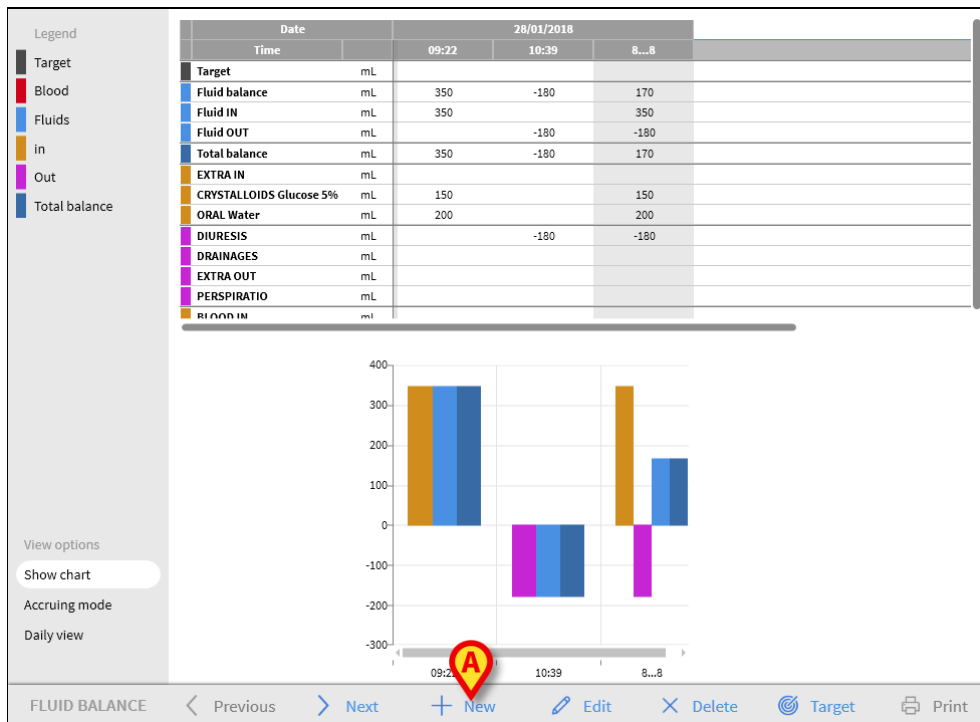 Legend
Target
Blood
Fluids
in
Out
Total balance
Date 28/01/2018
Time 09:22 10:39 8...8
Target mL
Fluid balance mL 350 -180 170
Fluid IN mL 350 350
Fluid OUT mL -180 -180
Total balance mL 350 -180 170
EXTRA IN mL
CRYSTALLOIDS Glucose 5% mL 150 150
ORAL Water mL 200 200
DIURESIS mL -180 -180
DRAINAGES mL
EXTRA OUT mL
PERSPIRATIO mL
BLOOD IN mL
400
300
200
100
0
-100
-200
-300
09:22 10:39 8...8
A
View options
Show chart
Accruing mode
Daily view
FLUID BALANCE Previous Next New Edit Delete Target Print